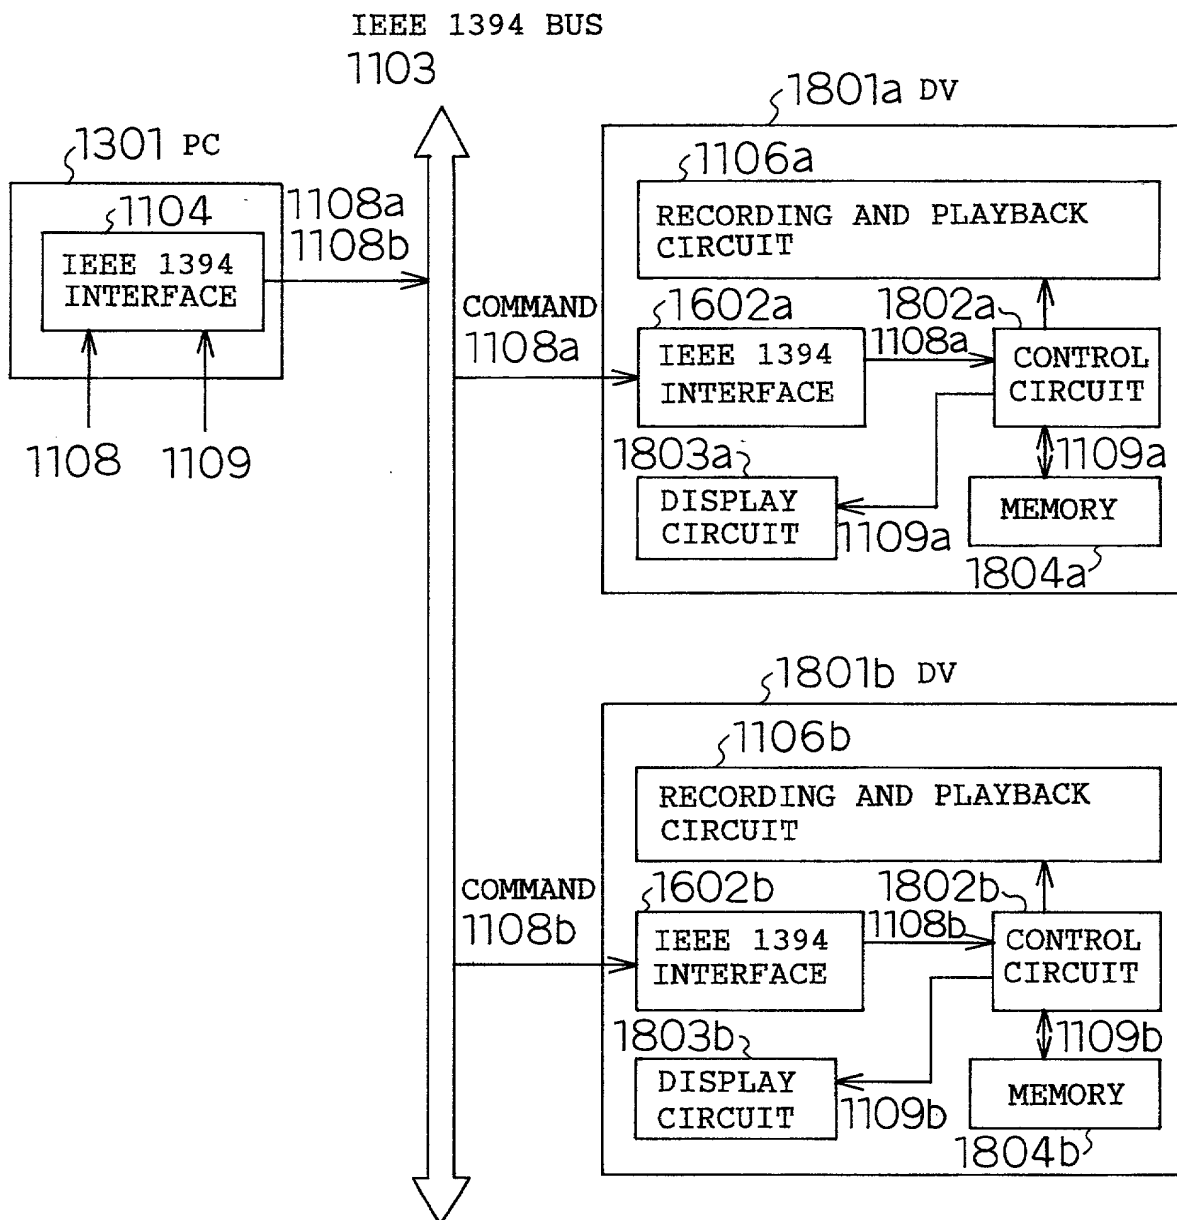 IEEE 1394 BUS
1103
1301 PC
1104
IEEE 1394
INTERFACE
1108a
1108b
1108
1109
1801a DV
1106a
RECORDING AND PLAYBACK
CIRCUIT
COMMAND
1108a
1602a
IEEE 1394
INTERFACE
1108a
1802a
CONTROL
CIRCUIT
1803a
DISPLAY
CIRCUIT
1109a
1109a
MEMORY
1804a
1801b DV
1106b
RECORDING AND PLAYBACK
CIRCUIT
COMMAND
1108b
1602b
IEEE 1394
INTERFACE
1108b
1802b
CONTROL
CIRCUIT
1803b
DISPLAY
CIRCUIT
1109b
1109b
MEMORY
1804b